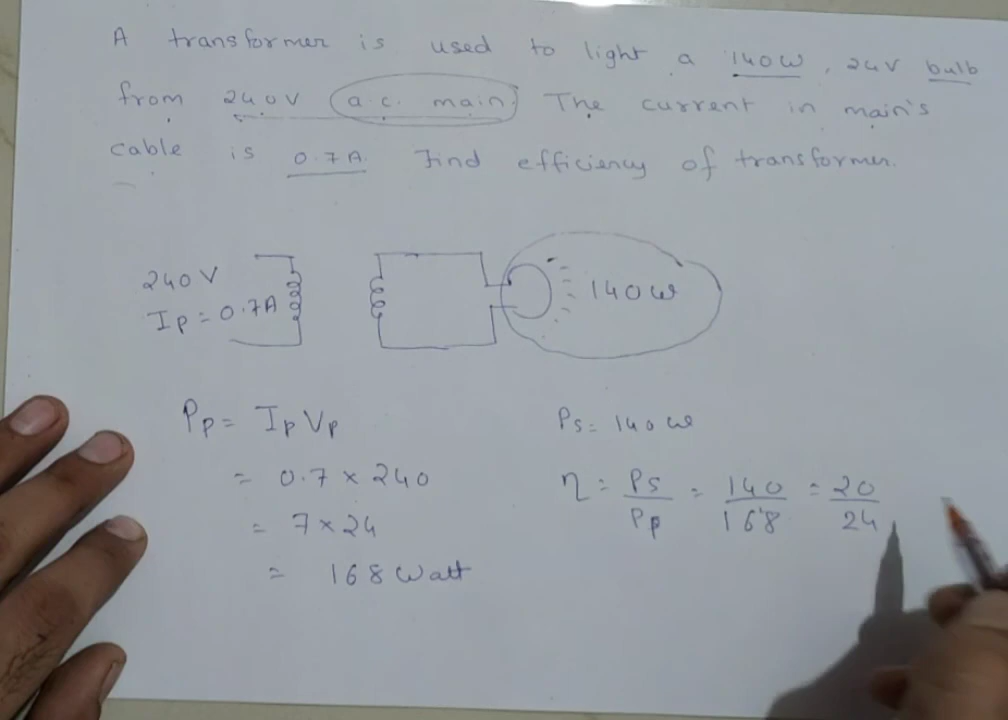 A transformer is used to light a 140W, 24V bulb
from 240V a.c. main. The current in main's
cable is 0.7A. Find efficiency of transformer.
240V
Ip = 0.7A
140W
Pp = Ip Vp
= 0.7 × 240
= 7 × 24
= 168 Watt
Ps = 140W
η = Ps/Pp = 140/168 = 20/24